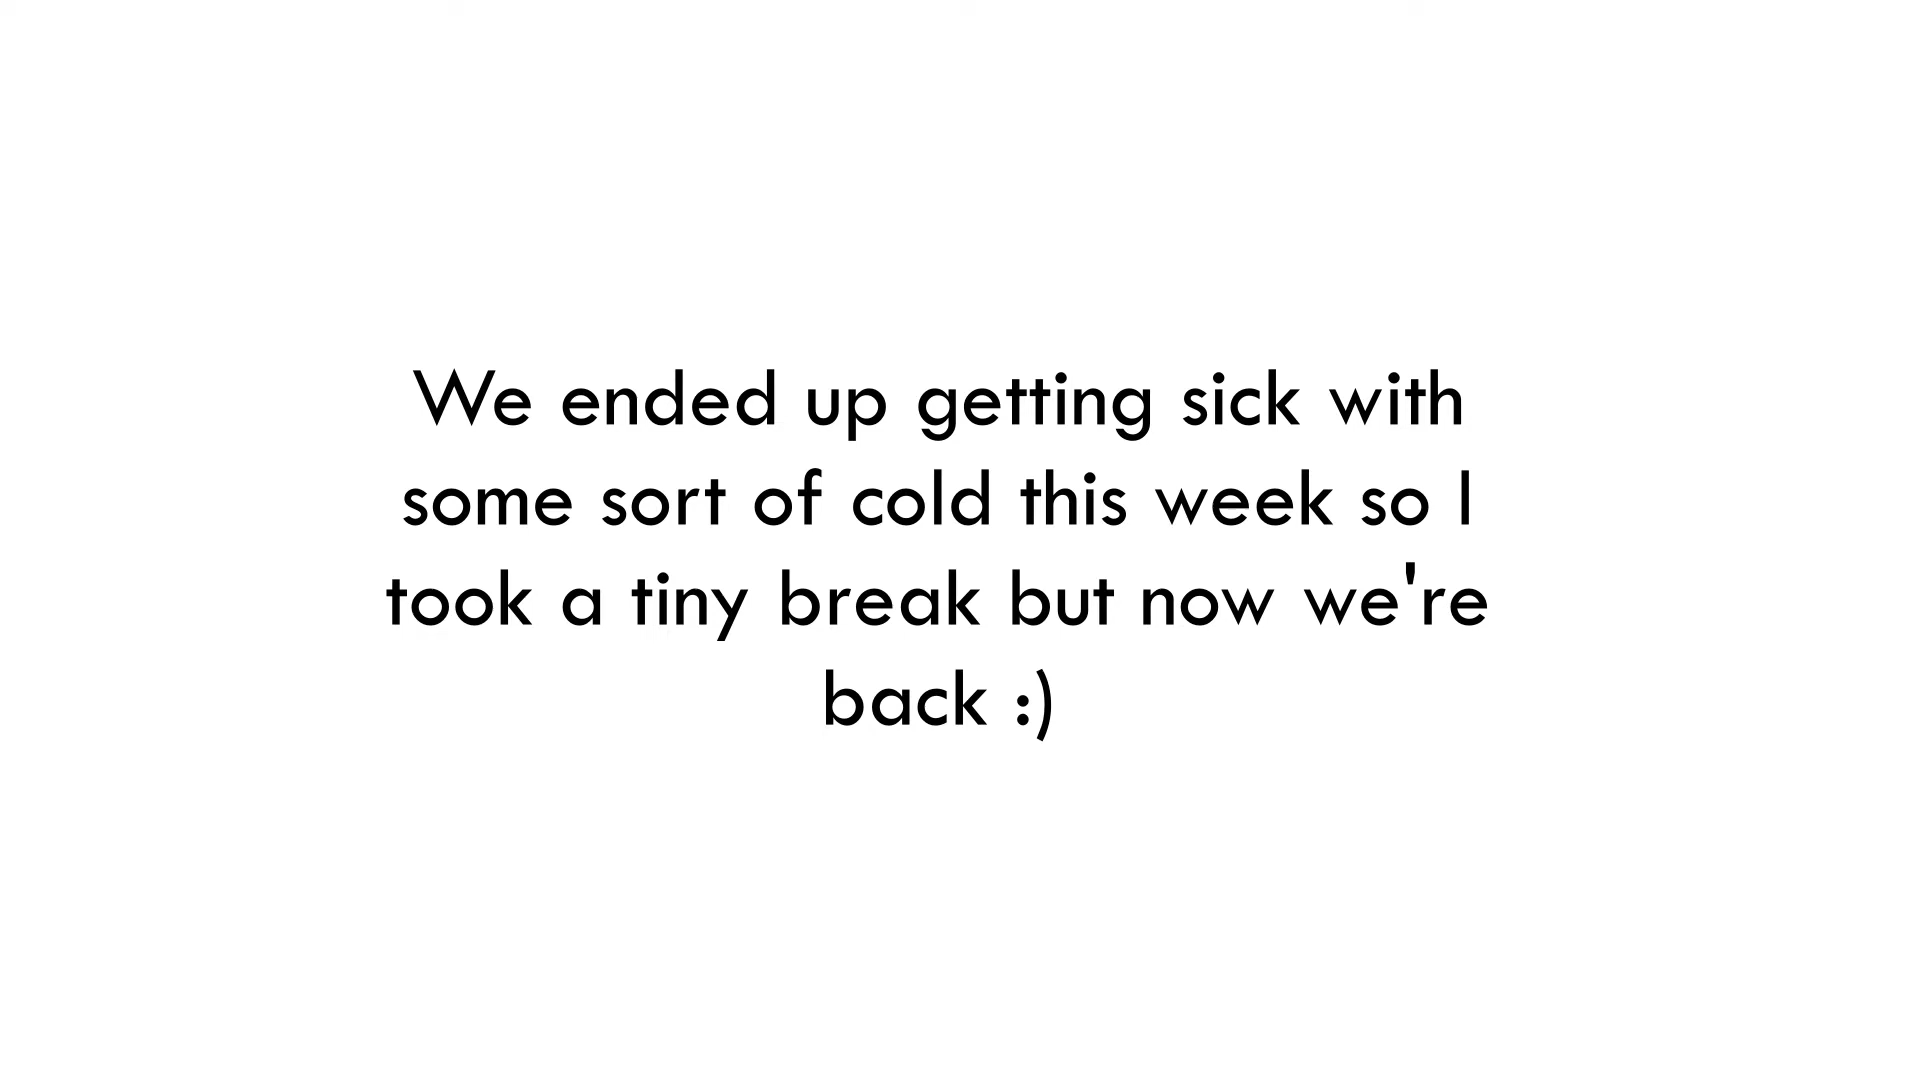 We ended up getting sick with
some sort of cold this week so I
took a tiny break but now we're
back :)